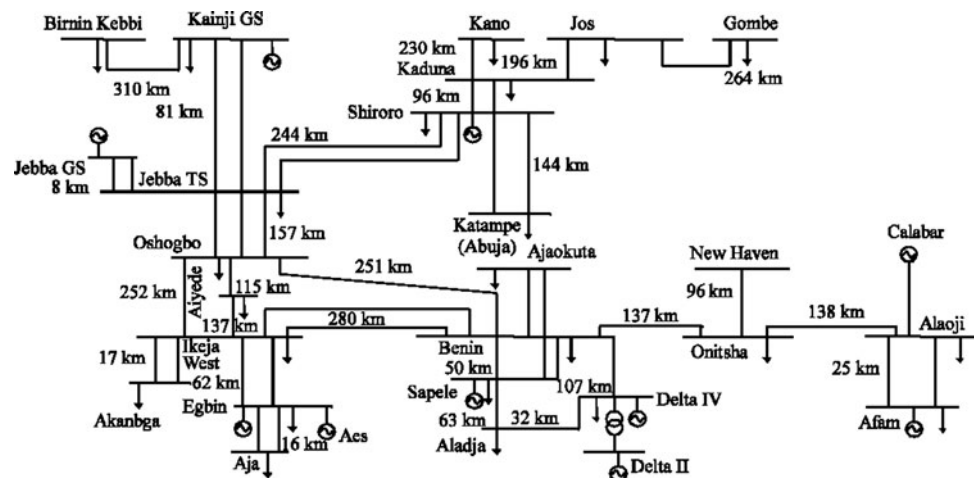 Birnin Kebbi
Kainji GS
Kano
Jos
Gombe
230 km
196 km
Kaduna
264 km
310 km
81 km
96 km
Shiroro
244 km
144 km
Jebba GS
8 km
Jebba TS
157 km
Katampe
(Abuja)
Ajaokuta
New Haven
Calabar
Oshogbo
251 km
252 km
Aiyede
115 km
96 km
137 km
280 km
137 km
138 km
Alaoji
17 km
Ikeja
West
Benin
Onitsha
50 km
25 km
62 km
Sapele
107 km
Akanbga
Egbin
Delta IV
63 km
32 km
Afam
16 km
Aes
Aladja
Aja
Delta II